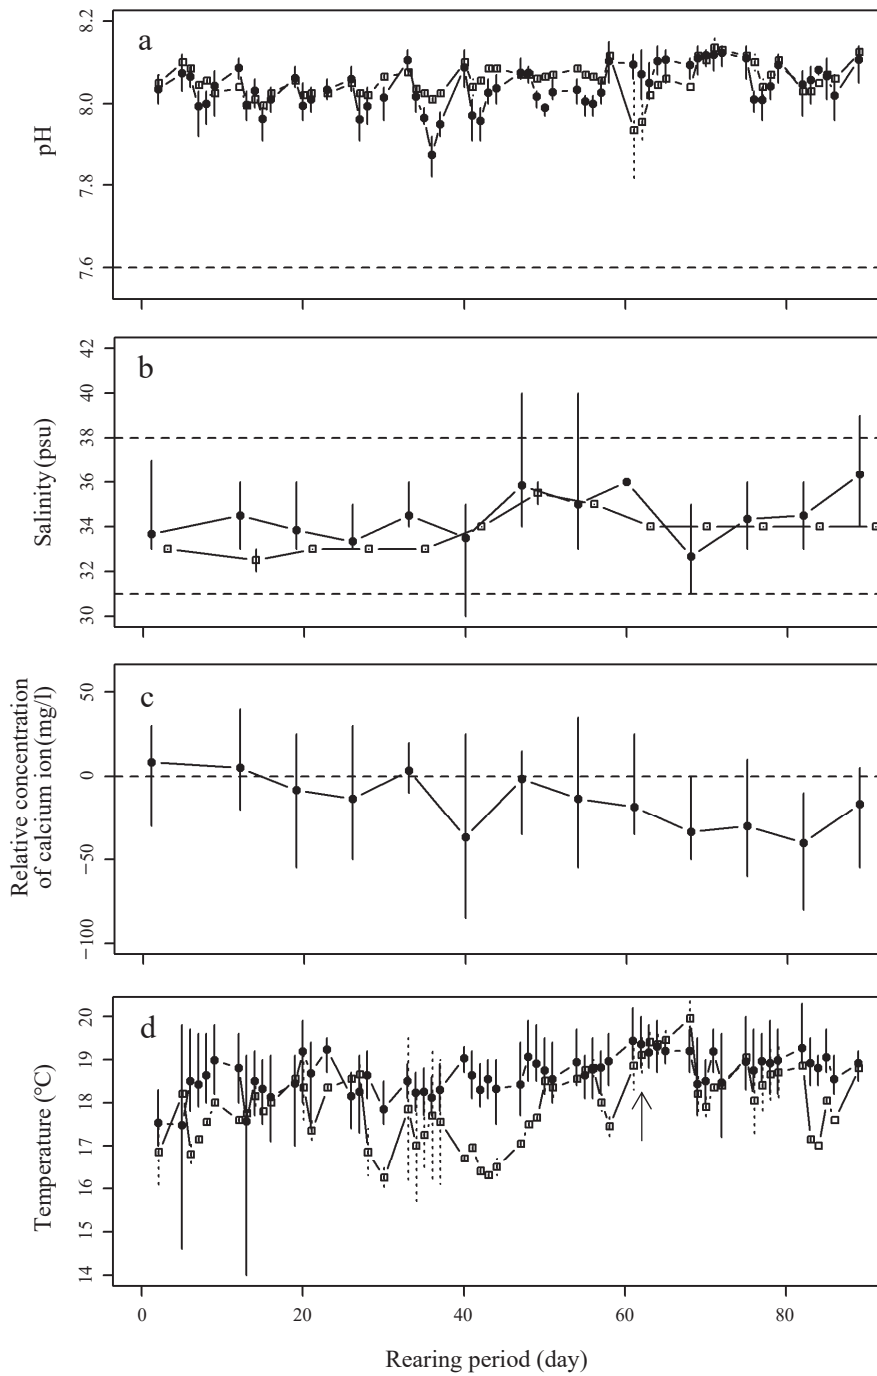 a
pH
8.2
8.0
7.8
7.6
b
Salinity (psu)
42
40
38
36
34
32
30
c
Relative concentration
of calcium ion (mg/l)
50
0
−50
−100
d
Temperature (°C)
20
19
18
17
16
15
14
0 20 40 60 80
Rearing period (day)